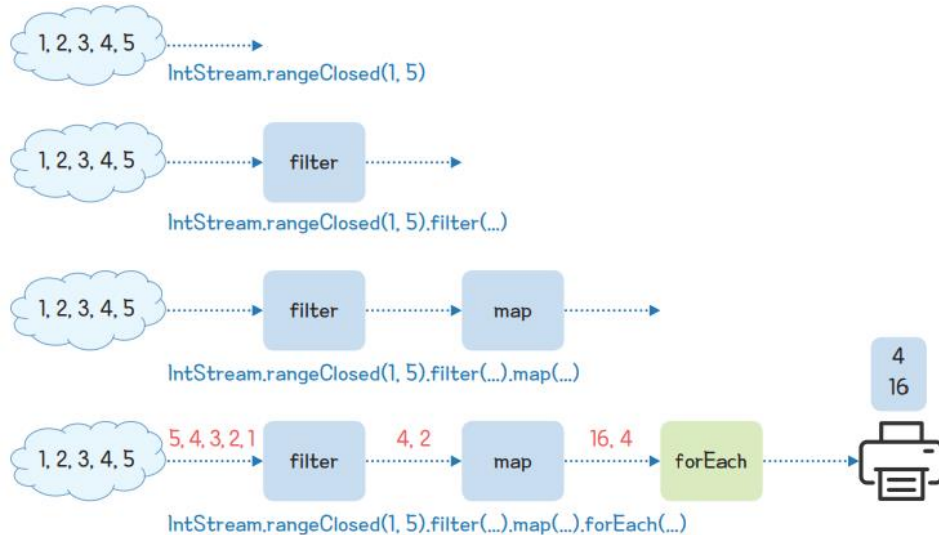 1, 2, 3, 4, 5
IntStream.rangeClosed(1, 5)
1, 2, 3, 4, 5
filter
IntStream.rangeClosed(1, 5).filter(...)
1, 2, 3, 4, 5
filter
map
IntStream.rangeClosed(1, 5).filter(...).map(...)
4
16
1, 2, 3, 4, 5
5, 4, 3, 2, 1
filter
4, 2
map
16, 4
forEach
IntStream.rangeClosed(1, 5).filter(...).map(...).forEach(...)